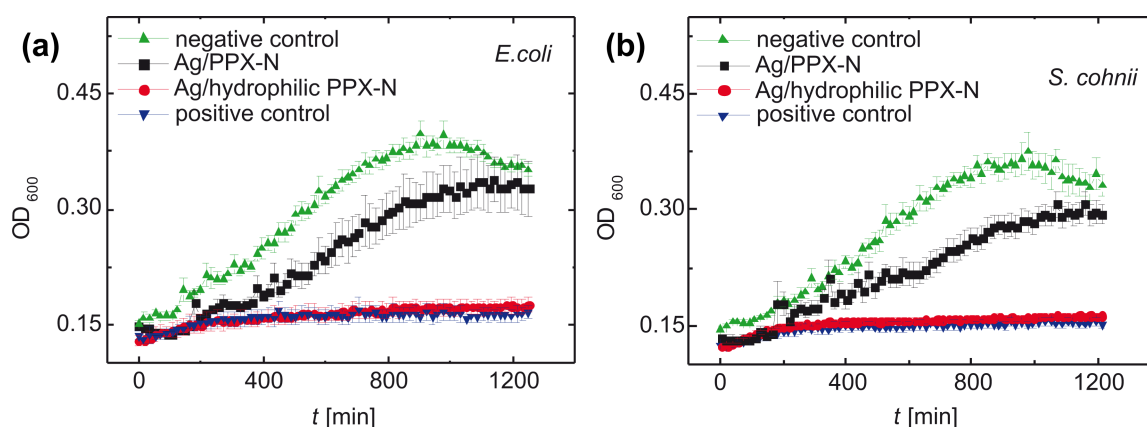 (a)
negative control
Ag/PPX-N
Ag/hydrophilic PPX-N
positive control
E.coli
0.45
0.30
0.15
OD600
0
400
800
1200
t [min]
(b)
negative control
Ag/PPX-N
Ag/hydrophilic PPX-N
positive control
S. cohnii
0.45
0.30
0.15
OD600
0
400
800
1200
t [min]